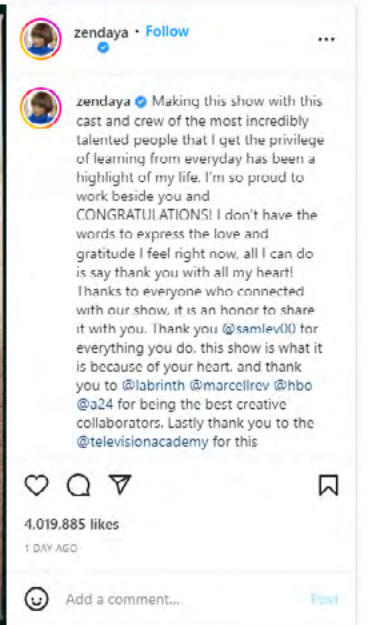 zendaya • Follow
zendaya Making this show with this
cast and crew of the most incredibly
talented people that I get the privilege
of learning from everyday has been a
highlight of my life. I'm so proud to
work beside you and
CONGRATULATIONS! I don't have the
words to express the love and
gratitude I feel right now, all I can do
is say thank you with all my heart!
Thanks to everyone who connected
with our show, it is an honor to share
it with you. Thank you @samlev00 for
everything you do, this show is what it
is because of your heart, and thank
you to @labrinth @marcellrev @hbo
@a24 for being the best creative
collaborators. Lastly thank you to the
@televisionacademy for this
4,019,885 likes
1 DAY AGO
Add a comment... Post